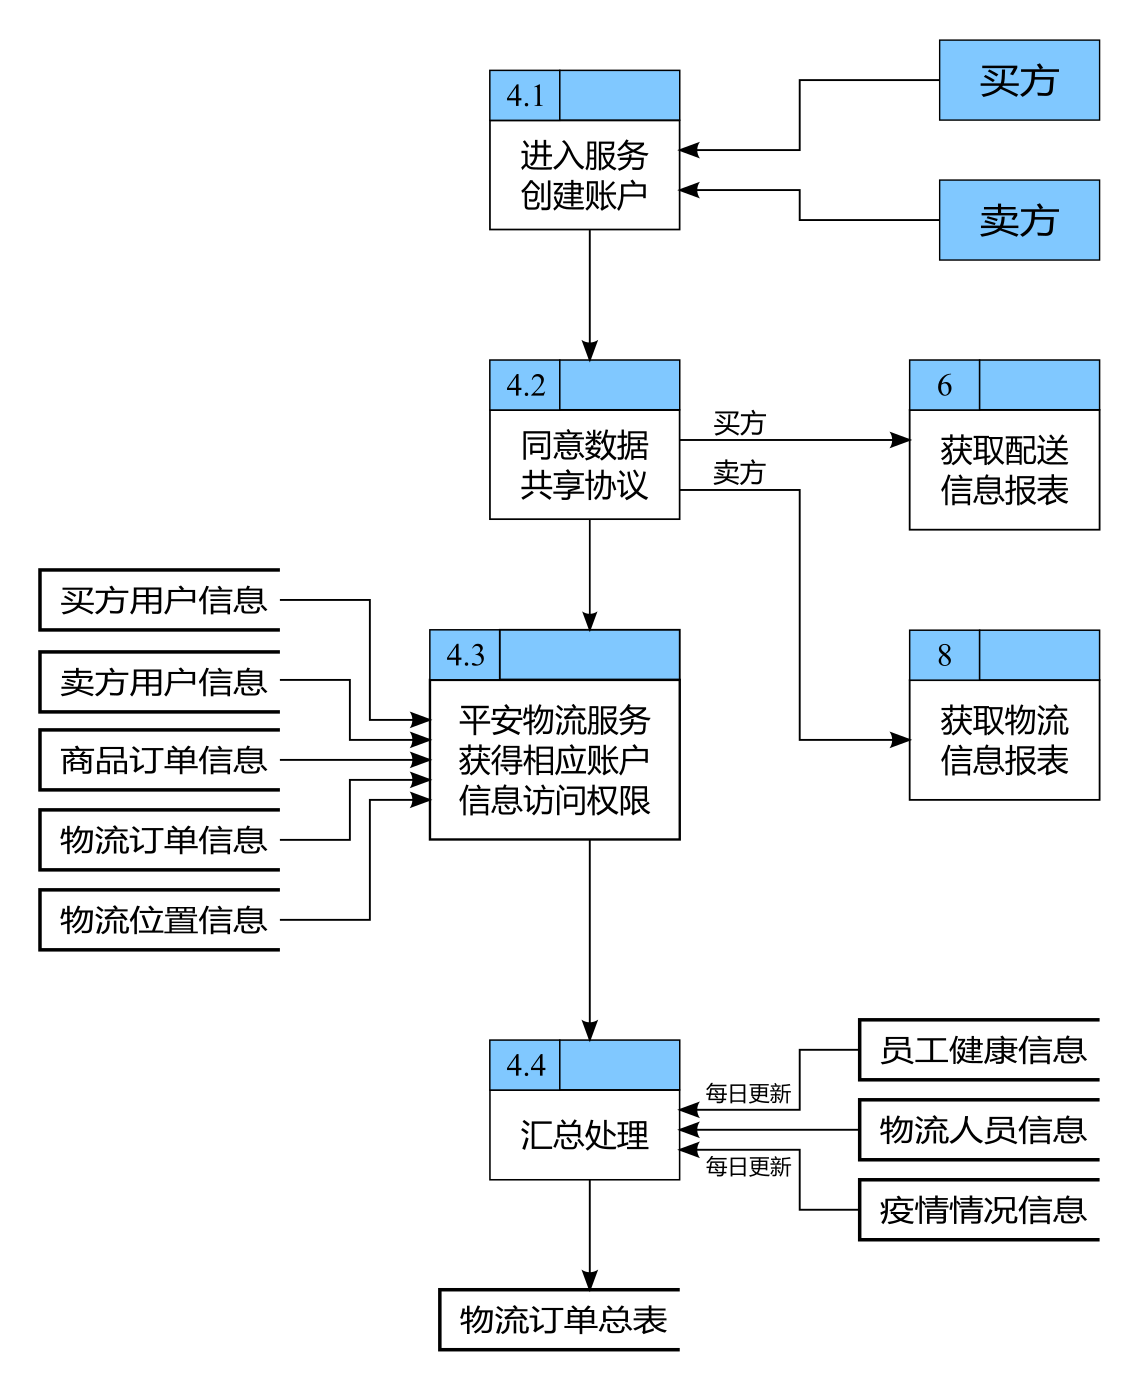 买方
4.1
进入服务
创建账户
卖方
4.2
同意数据
共享协议
买方
卖方
6
获取配送
信息报表
买方用户信息
卖方用户信息
商品订单信息
物流订单信息
物流位置信息
4.3
平安物流服务
获得相应账户
信息访问权限
8
获取物流
信息报表
4.4
汇总处理
每日更新
每日更新
员工健康信息
物流人员信息
疫情情况信息
物流订单总表